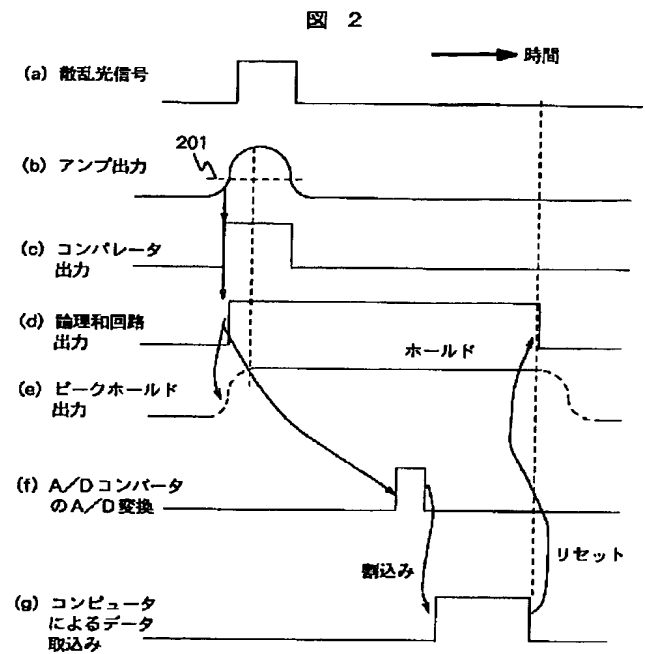 図 2
時間
(a) 散乱光信号
201
(b) アンプ出力
(c) コンパレータ
出力
(d) 論理和回路
出力
ホールド
(e) ピークホールド
出力
(f) A/Dコンバータ
のA/D変換
割込み
リセット
(g) コンピュータ
によるデータ
取込み